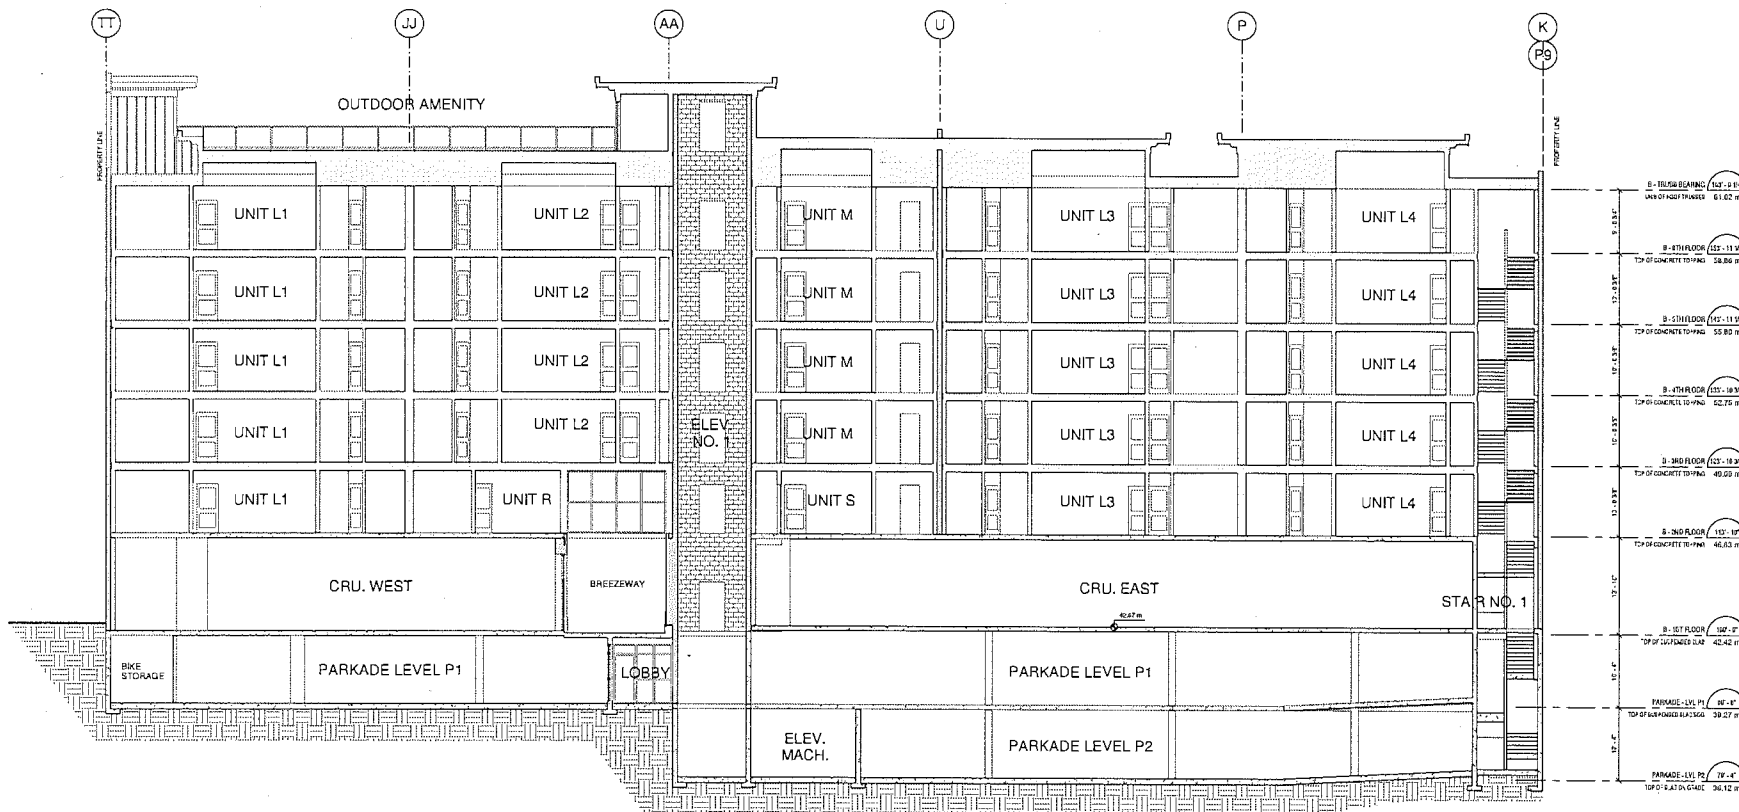 TT
JJ
AA
U
P
K
P9
OUTDOOR AMENITY
PROPERTY LINE
PROPERTY LINE
UNIT L1
UNIT L2
UNIT M
UNIT L3
UNIT L4
UNIT L1
UNIT L2
UNIT M
UNIT L3
UNIT L4
UNIT L1
UNIT L2
UNIT M
UNIT L3
UNIT L4
UNIT L1
UNIT L2
ELEV.
NO. 1
UNIT M
UNIT L3
UNIT L4
UNIT L1
UNIT R
UNIT S
UNIT L3
UNIT L4
CRU. WEST
BREEZEWAY
CRU. EAST
STAIR NO. 1
42.67 m
BIKE
STORAGE
PARKADE LEVEL P1
LOBBY
PARKADE LEVEL P1
ELEV.
MACH.
PARKADE LEVEL P2
B - TRUSS BEARING
61.02 m
B - 6TH FLOOR
TOP OF CONCRETE TOPPING
58.86 m
B - 5TH FLOOR
TOP OF CONCRETE TOPPING
55.80 m
B - 4TH FLOOR
TOP OF CONCRETE TOPPING
52.75 m
B - 3RD FLOOR
TOP OF CONCRETE TOPPING
B - 2ND FLOOR
TOP OF CONCRETE TOPPING
46.63 m
B - 1ST FLOOR
TOP OF SUSPENDED SLAB
42.42 m
PARKADE - LVL P1
39.27 m
PARKADE - LVL P2
TOP OF SLAB ON GRADE
36.12 m